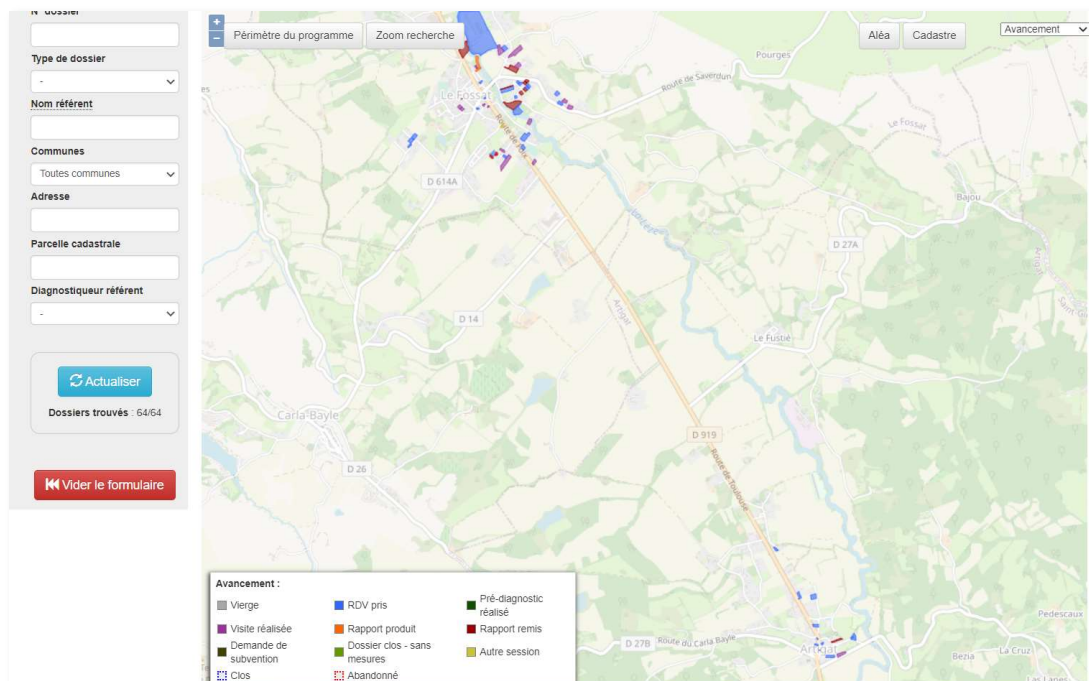 N° dossier
Type de dossier
-
Nom référent
Communes
Toutes communes
Adresse
Parcelle cadastrale
Diagnostiqueur référent
-
Actualiser
Dossiers trouvés : 64/64
Vider le formulaire
+
-
Périmètre du programme
Zoom recherche
Aléa
Cadastre
Avancement
Pourges
Route de Saverdun
Le Fossat
Le Fossat
D 614A
Bajou
D 27A
La Lèze
Artigat
D 14
Le Fustié
Carla-Bayle
D 919
D 26
Route de Toulouse
Avancement :
Vierge
RDV pris
Pré-diagnostic
réalisé
Visite réalisée
Rapport produit
Rapport remis
Demande de
subvention
Dossier clos - sans
mesures
Autre session
Clos
Abandonné
Pedescaux
D 27B
Route du Carla Bayle
Artigat
Bezia
La Cruz
Las Lanes